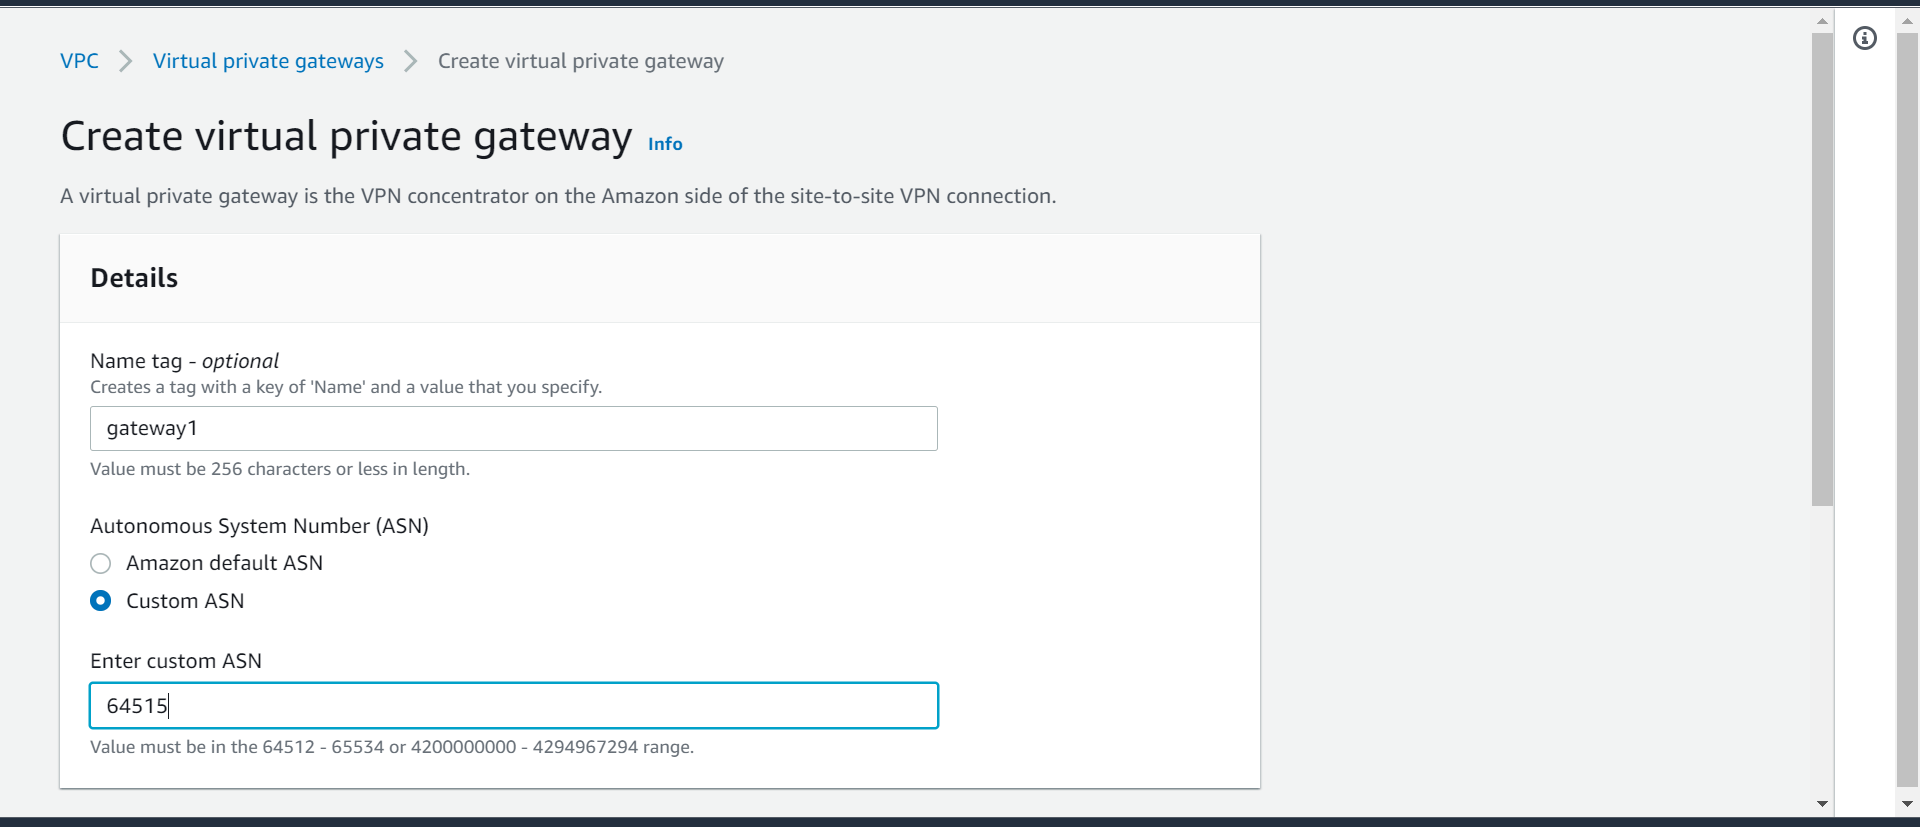 VPC > Virtual private gateways > Create virtual private gateway
Create virtual private gateway Info
A virtual private gateway is the VPN concentrator on the Amazon side of the site-to-site VPN connection.
Details
Name tag - optional
Creates a tag with a key of 'Name' and a value that you specify.
gateway1
Value must be 256 characters or less in length.
Autonomous System Number (ASN)
Amazon default ASN
Custom ASN
Enter custom ASN
64515
Value must be in the 64512 - 65534 or 4200000000 - 4294967294 range.